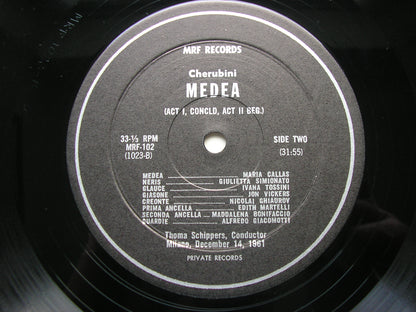 MRF RECORDS
Cherubini
MEDEA
(ACT I, CONCLD, ACT II BEG.)
33-⅓ RPM
MRF-102
(1023-B)
SIDE TWO
(31:55)
MEDEA MARIA CALLAS
NERIS GIULIETTA SIMIONATO
GLAUCE IVANA TOSSINI
GIASONE JON VICKERS
CREONTE NICOLAI GHIAUROV
PRIMA ANCELLA EDITH MARTELLI
SECONDA ANCELLA MADDALENA BONIFACCIO
GUARDIE ALFREDO GIACOMOTTI
Thoma Schippers, Conductor
Milano, December 14, 1961
PRIVATE RECORDS